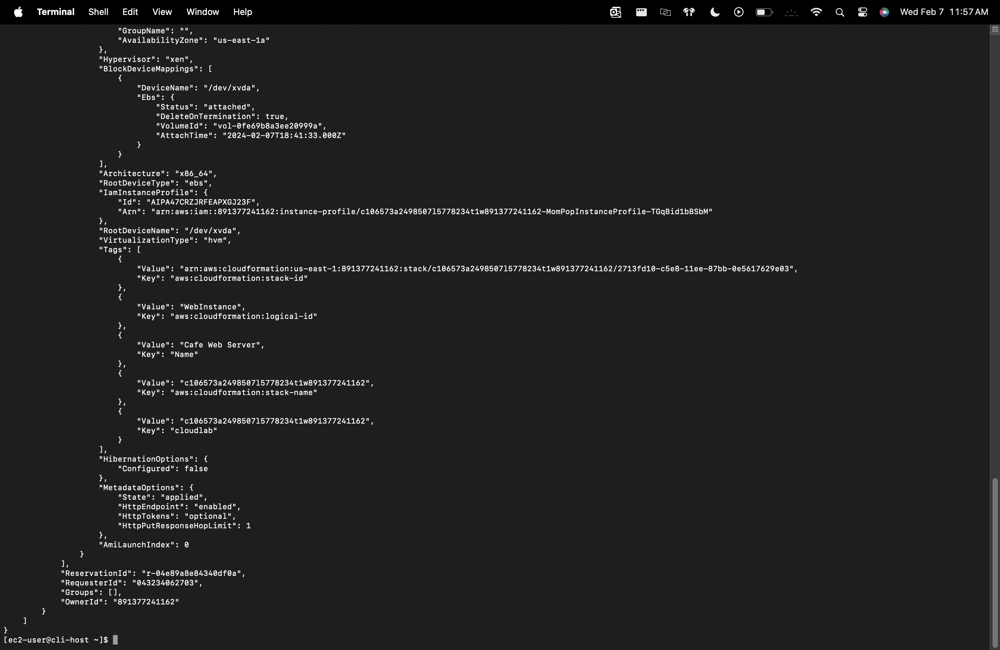 Terminal Shell Edit View Window Help Wed Feb 7 11:57 AM
"GroupName": "",
"AvailabilityZone": "us-east-1a"
},
"Hypervisor": "xen",
"BlockDeviceMappings": [
{
"DeviceName": "/dev/xvda",
"Ebs": {
"Status": "attached",
"DeleteOnTermination": true,
"VolumeId": "vol-0fe69b8a3ee20999a",
"AttachTime": "2024-02-07T18:41:33.000Z"
}
}
],
"Architecture": "x86_64",
"RootDeviceType": "ebs",
"IamInstanceProfile": {
"Id": "AIPA47CRZJRFEAPXGJ23F",
"Arn": "arn:aws:iam::891377241162:instance-profile/c106573a2498507l5778234t1w891377241162-MomPopInstanceProfile-TGqBid1bBSbM"
},
"RootDeviceName": "/dev/xvda",
"VirtualizationType": "hvm",
"Tags": [
{
"Value": "arn:aws:cloudformation:us-east-1:891377241162:stack/c106573a2498507l5778234t1w891377241162/2713fd10-c5e8-11ee-87bb-0e5617629e03",
"Key": "aws:cloudformation:stack-id"
},
{
"Value": "WebInstance",
"Key": "aws:cloudformation:logical-id"
},
{
"Value": "Cafe Web Server",
"Key": "Name"
},
{
"Value": "c106573a2498507l5778234t1w891377241162",
"Key": "aws:cloudformation:stack-name"
},
{
"Value": "c106573a2498507l5778234t1w891377241162",
"Key": "cloudlab"
}
],
"HibernationOptions": {
"Configured": false
},
"MetadataOptions": {
"State": "applied",
"HttpEndpoint": "enabled",
"HttpTokens": "optional",
"HttpPutResponseHopLimit": 1
},
"AmiLaunchIndex": 0
}
],
"ReservationId": "r-04e89a8e84340df0a",
"RequesterId": "043234062703",
"Groups": [],
"OwnerId": "891377241162"
}
]
}
[ec2-user@cli-host ~]$